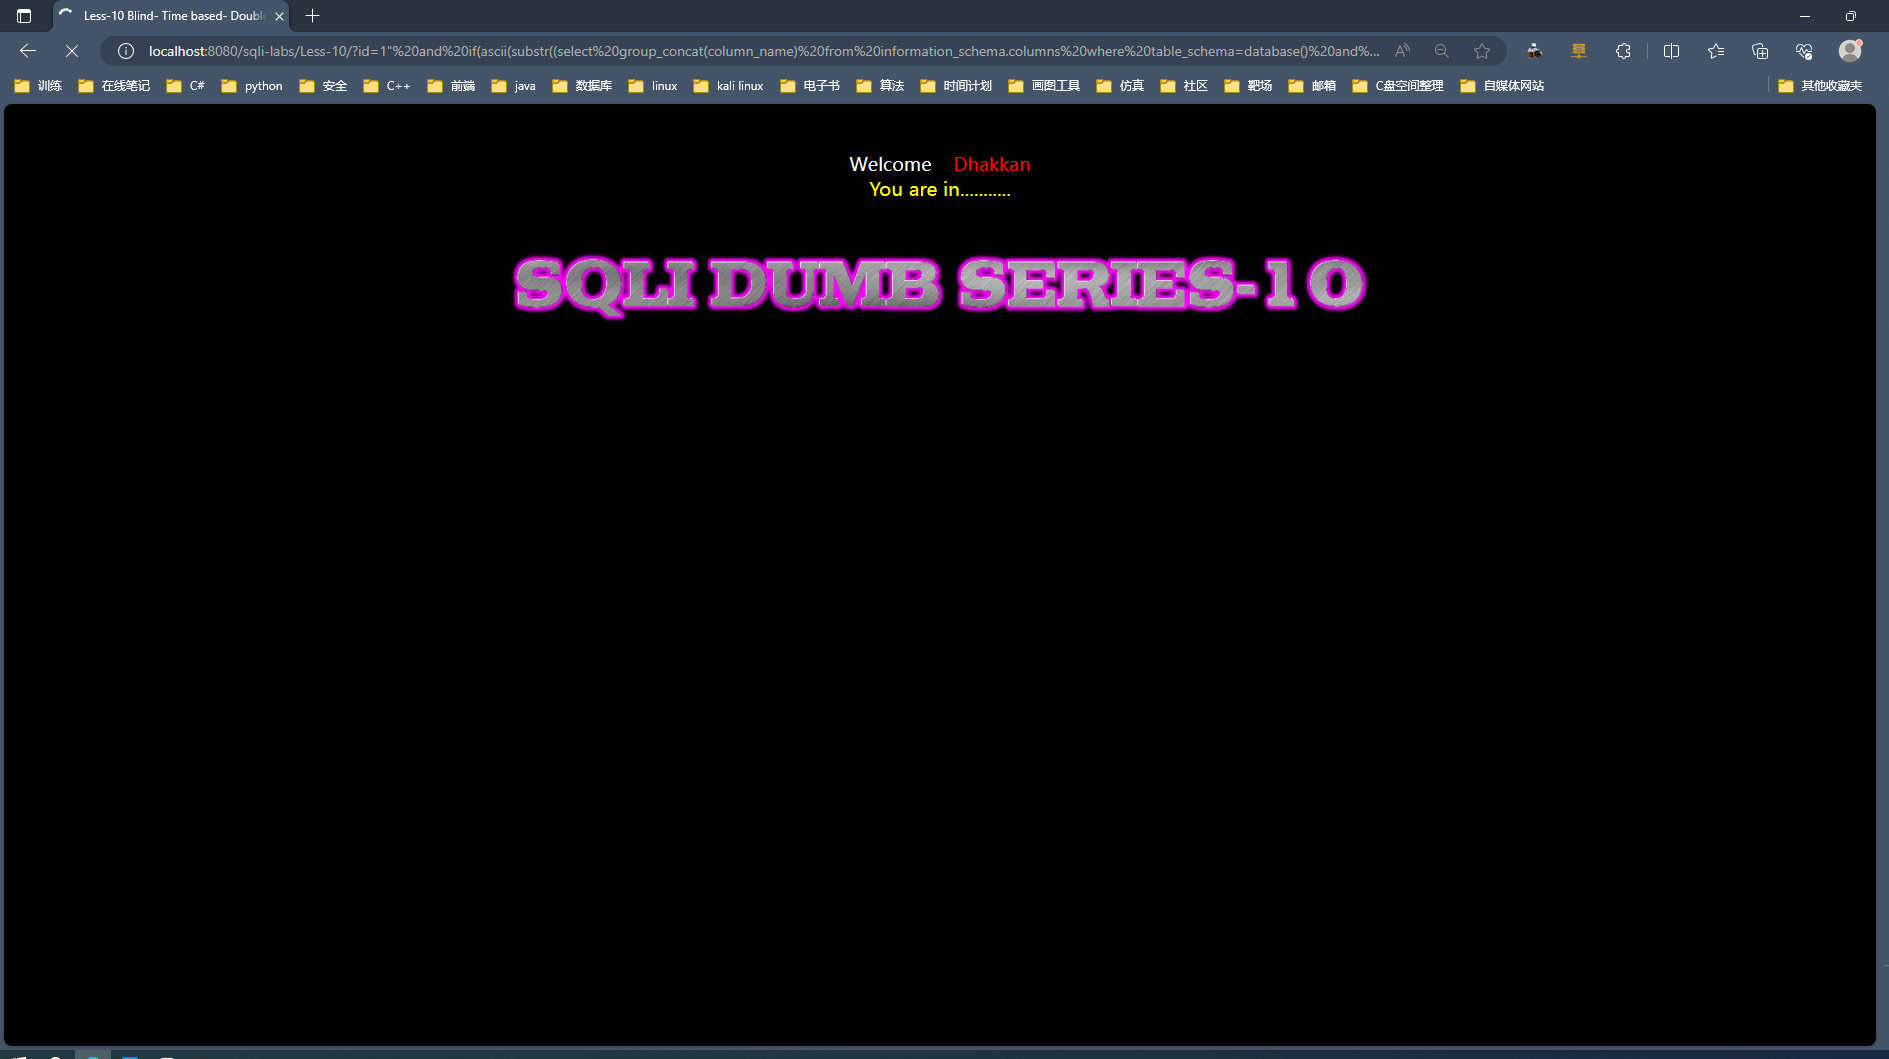 Less-10 Blind- Time based- Double
localhost:8080/sqli-labs/Less-10/?id=1"%20and%20if(ascii(substr((select%20group_concat(column_name)%20from%20information_schema.columns%20where%20table_schema=database()%20and%...
训练 在线笔记 C# python 安全 C++ 前端 java 数据库 linux kali linux 电子书 算法 时间计划 画图工具 仿真 社区 靶场 邮箱 C盘空间整理 自媒体网站 其他收藏夹
Welcome Dhakkan
You are in...........
SQLI DUMB SERIES-10